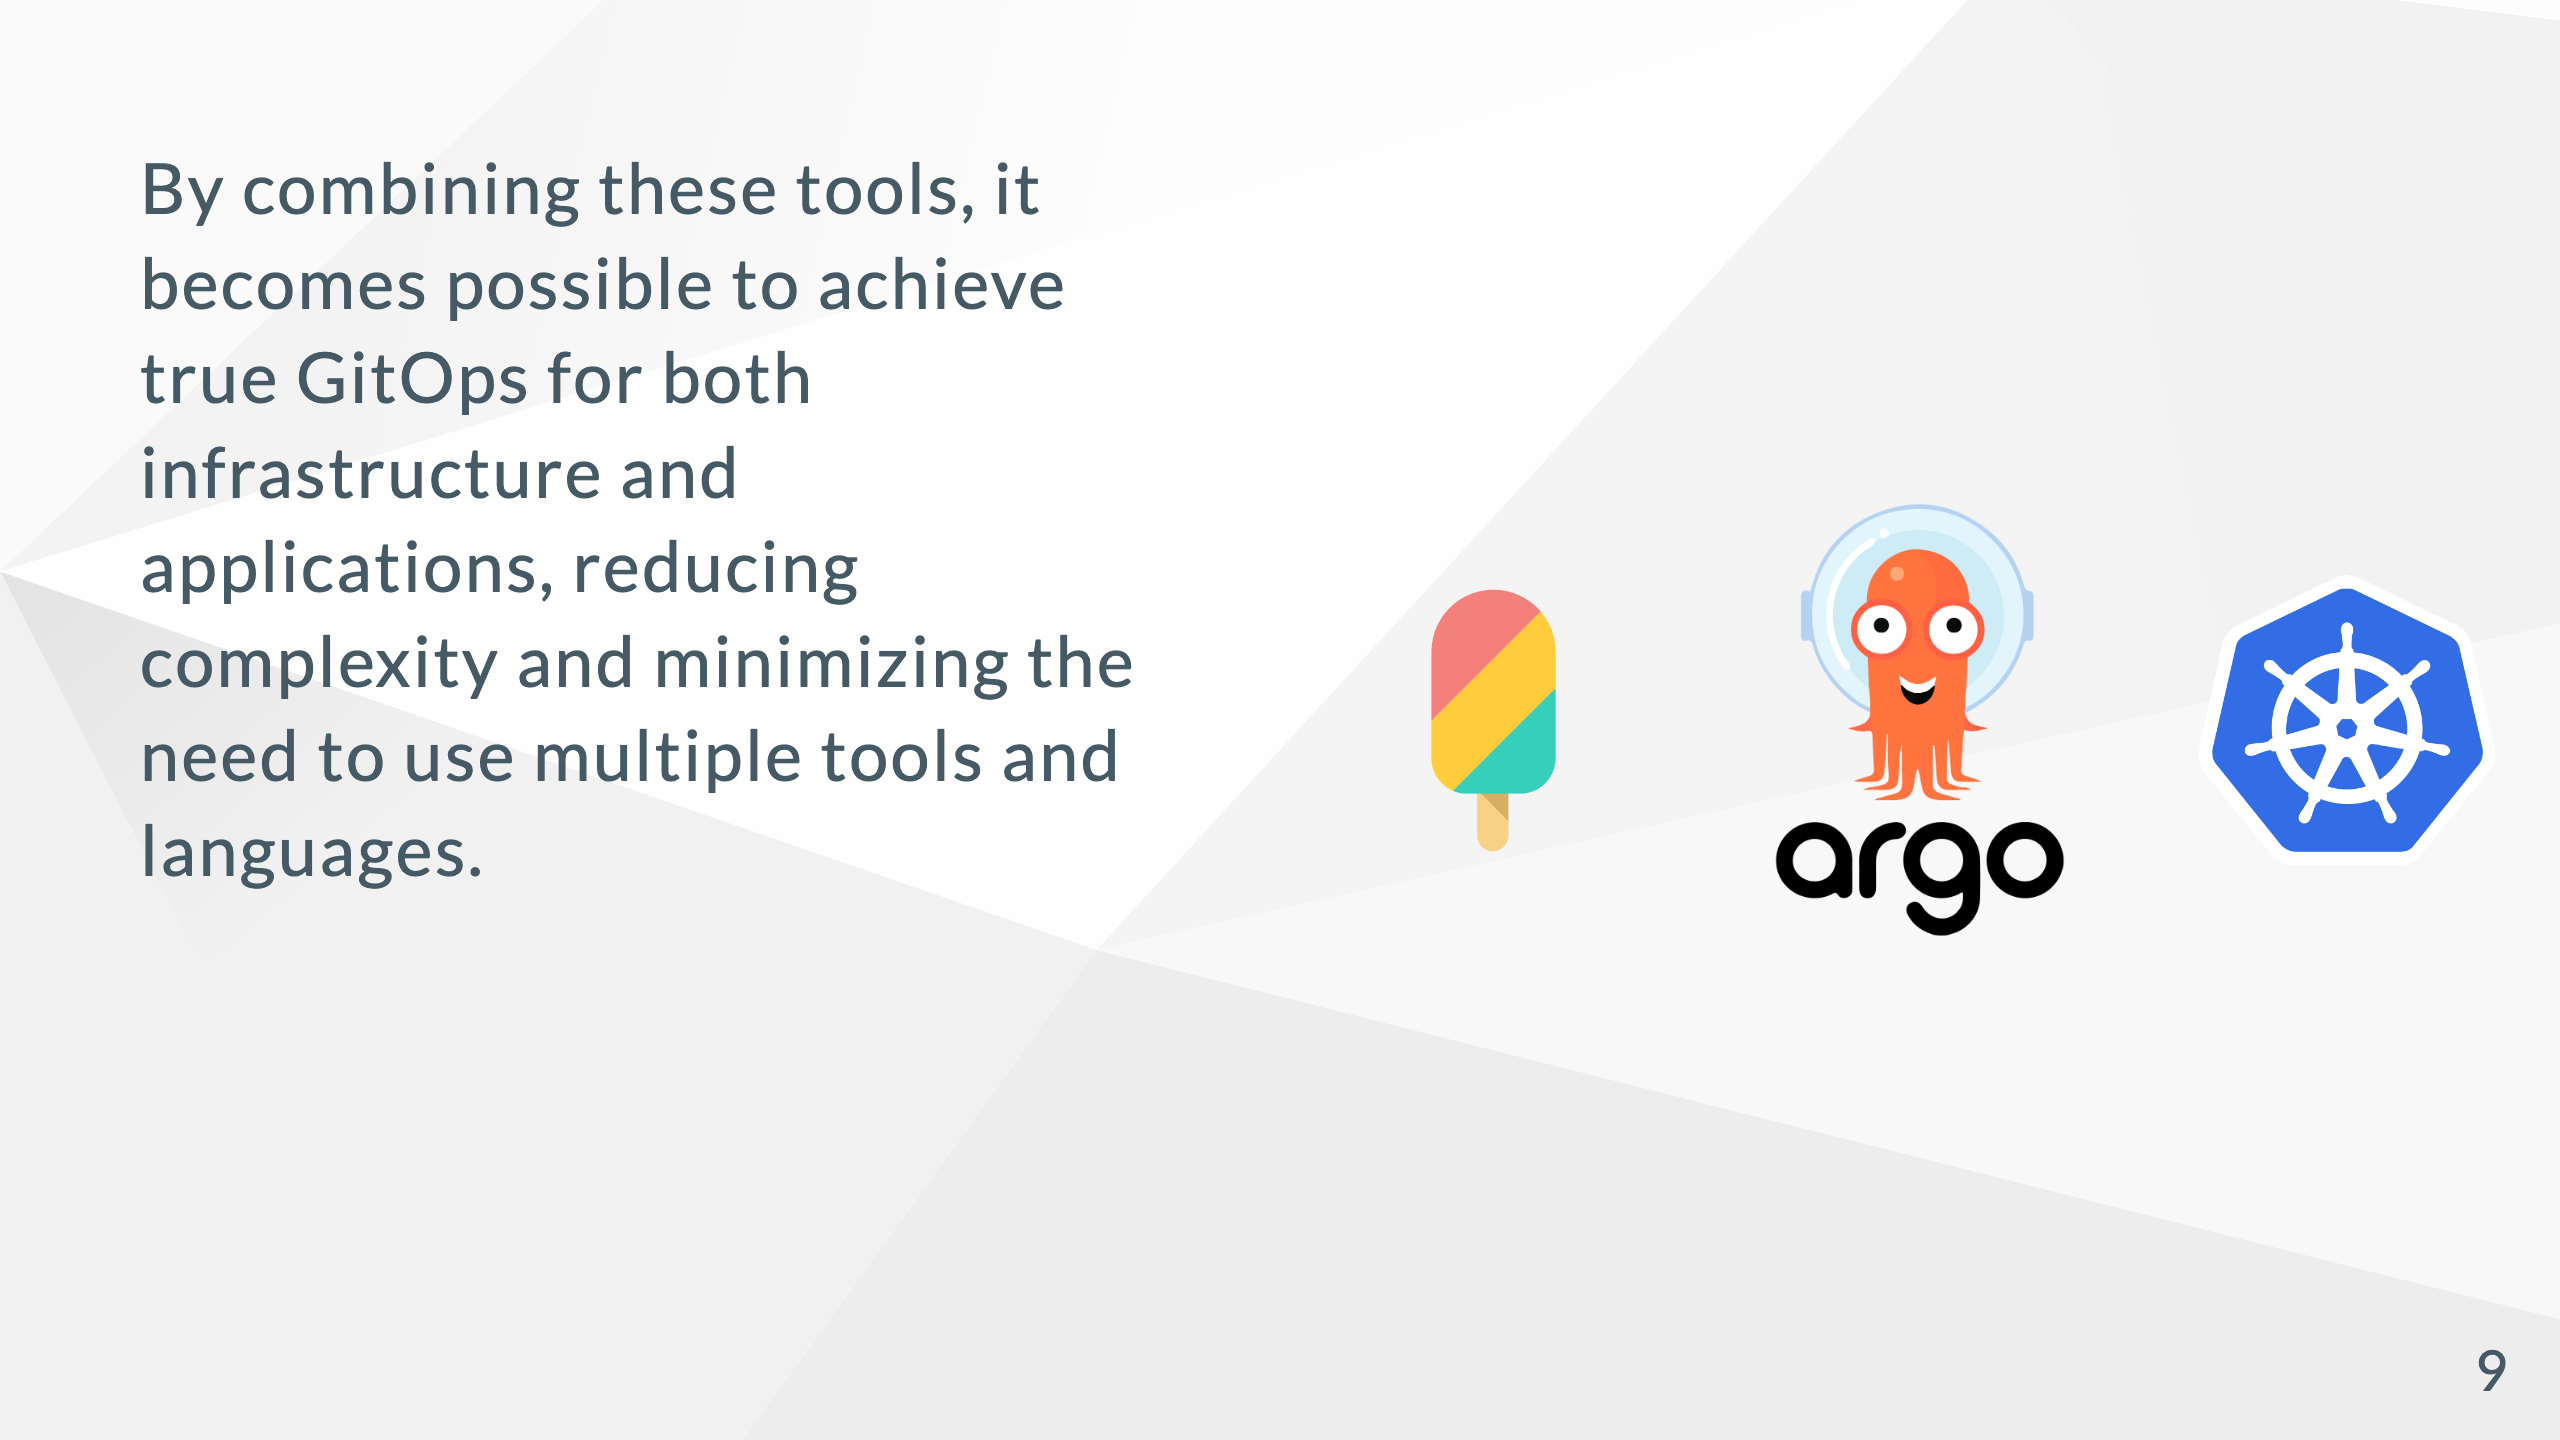 By combining these tools, it
becomes possible to achieve
true GitOps for both
infrastructure and
applications, reducing
complexity and minimizing the
need to use multiple tools and
languages.
argo
9